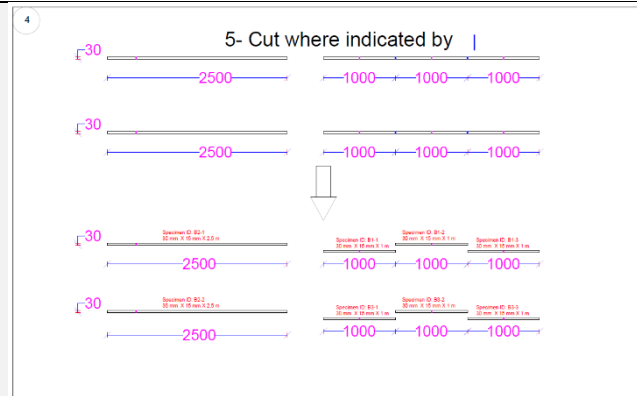 4
5- Cut where indicated by |
30
2500
1000 1000 1000
30
2500
1000 1000 1000
30
Specimen ID: B2-1
30 mm X 15 mm X 2.5 m
2500
Specimen ID: B1-1
30 mm X 15 mm X 1 m
Specimen ID: B1-2
30 mm X 15 mm X 1 m
Specimen ID: B1-3
30 mm X 15 mm X 1 m
1000 1000 1000
30
Specimen ID: B2-2
30 mm X 15 mm X 2.5 m
2500
Specimen ID: B3-1
30 mm X 15 mm X 1 m
Specimen ID: B3-2
30 mm X 15 mm X 1 m
Specimen ID: B3-3
30 mm X 15 mm X 1 m
1000 1000 1000